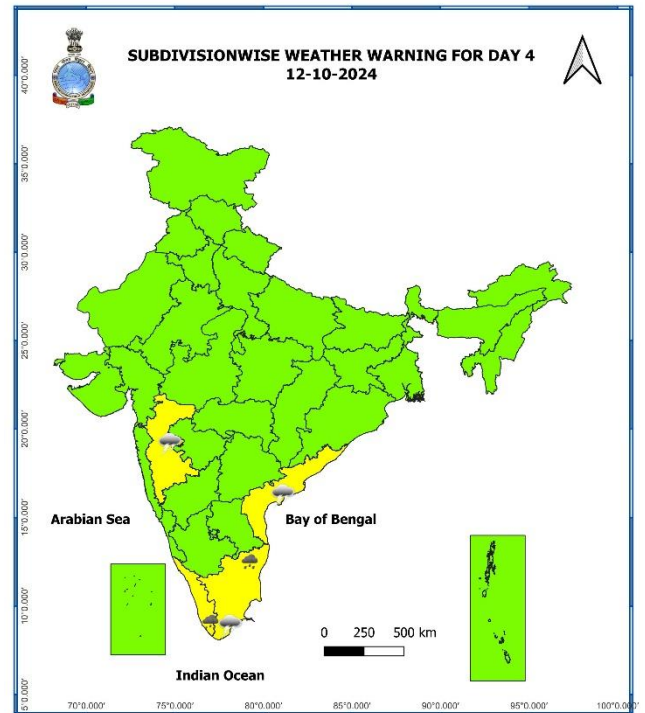 SUBDIVISIONWISE WEATHER WARNING FOR DAY 4
12-10-2024
40°0.000'
35°0.000'
30°0.000'
25°0.000'
20°0.000'
15°0.000'
10°0.000'
5°0.000'
Arabian Sea
Bay of Bengal
0 250 500 km
Indian Ocean
70°0.000' 75°0.000' 80°0.000' 85°0.000' 90°0.000' 95°0.000' 100°0.000'